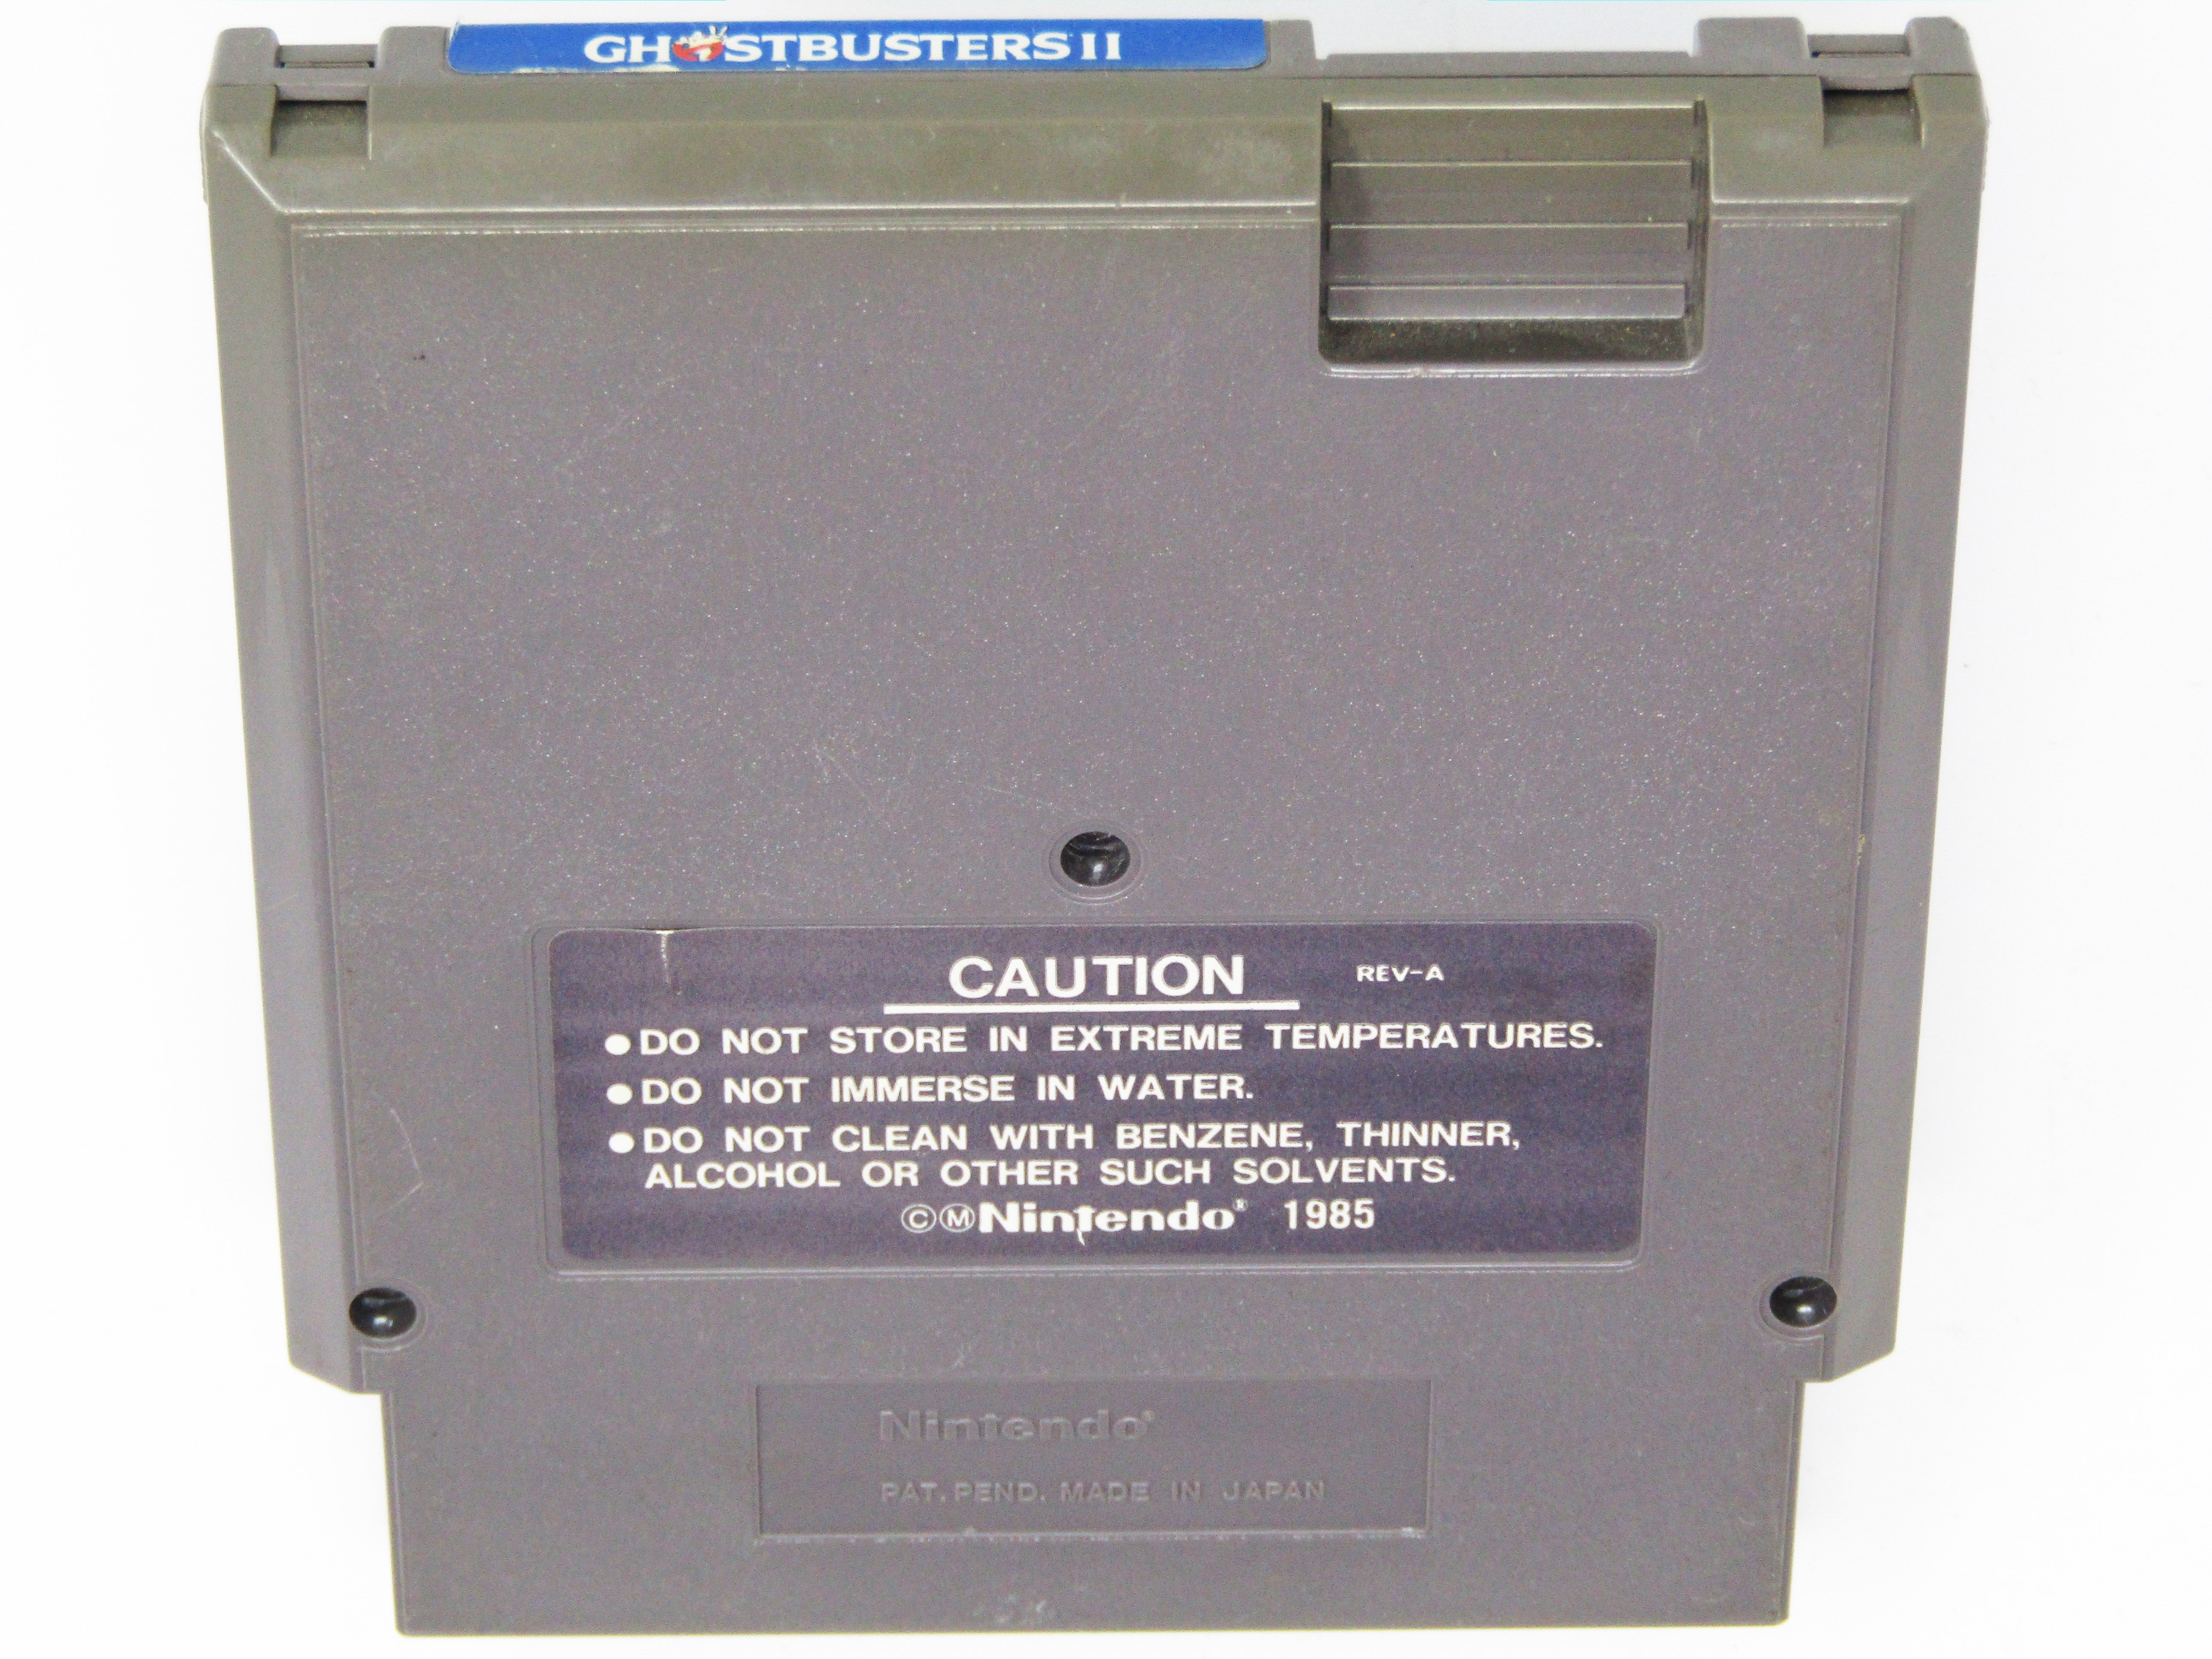 GHOSTBUSTERS II
CAUTION REV-A
●DO NOT STORE IN EXTREME TEMPERATURES.
●DO NOT IMMERSE IN WATER.
●DO NOT CLEAN WITH BENZENE, THINNER,
ALCOHOL OR OTHER SUCH SOLVENTS.
ⒸⓂNintendo® 1985
Nintendo®
PAT. PEND. MADE IN JAPAN